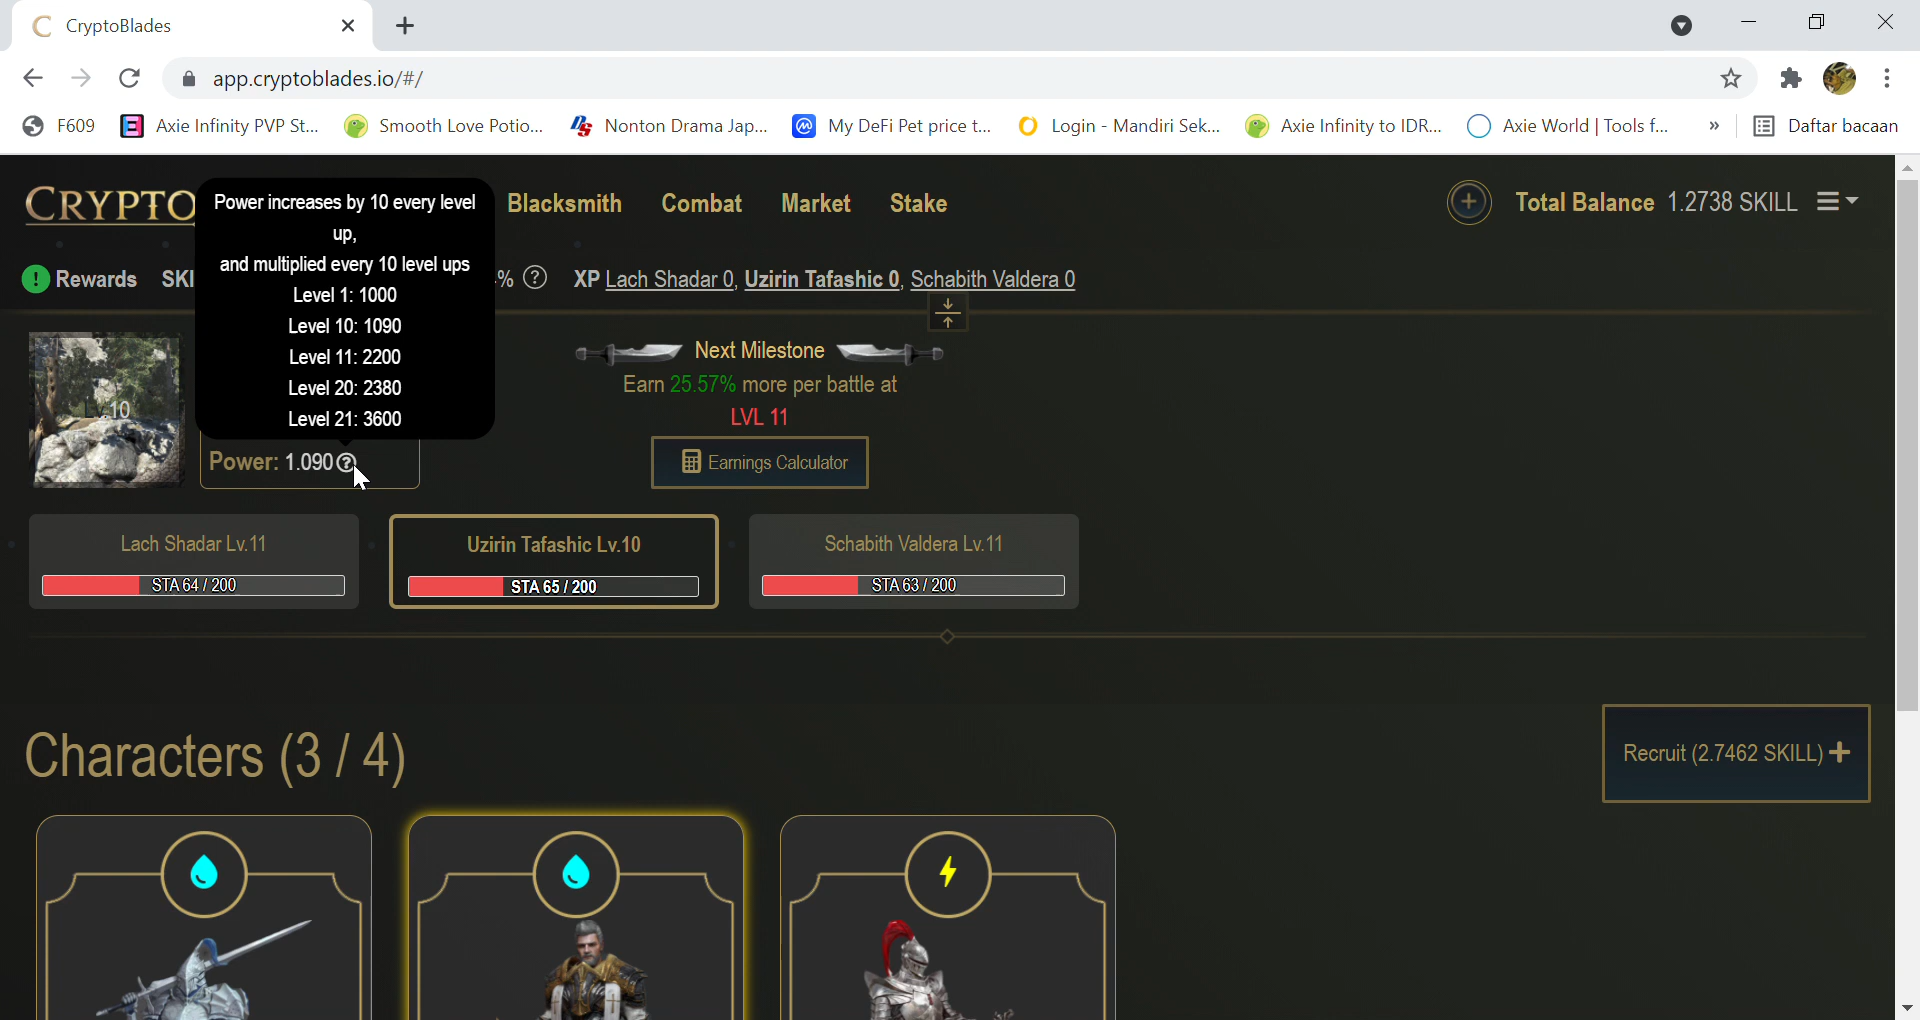 CryptoBlades
app.cryptoblades.io/#/
F609
Axie Infinity PVP St...
Smooth Love Potio...
Nonton Drama Jap...
My DeFi Pet price t...
Login - Mandiri Sek...
Axie Infinity to IDR...
Axie World | Tools f...
»
Daftar bacaan
CRYPTO
Blacksmith
Combat
Market
Stake
Total Balance 1.2738 SKILL
Power increases by 10 every level
up,
and multiplied every 10 level ups
Level 1: 1000
Level 10: 1090
Level 11: 2200
Level 20: 2380
Level 21: 3600
! Rewards
SKI
% ?
XP Lach Shadar 0, Uzirin Tafashic 0, Schabith Valdera 0
Lv.10
Next Milestone
Earn 25.57% more per battle at
LVL 11
Power: 1.090 ?
Earnings Calculator
Lach Shadar Lv.11
STA 64 / 200
Uzirin Tafashic Lv.10
STA 65 / 200
Schabith Valdera Lv.11
STA 63 / 200
Characters (3 / 4)
Recruit (2.7462 SKILL) +